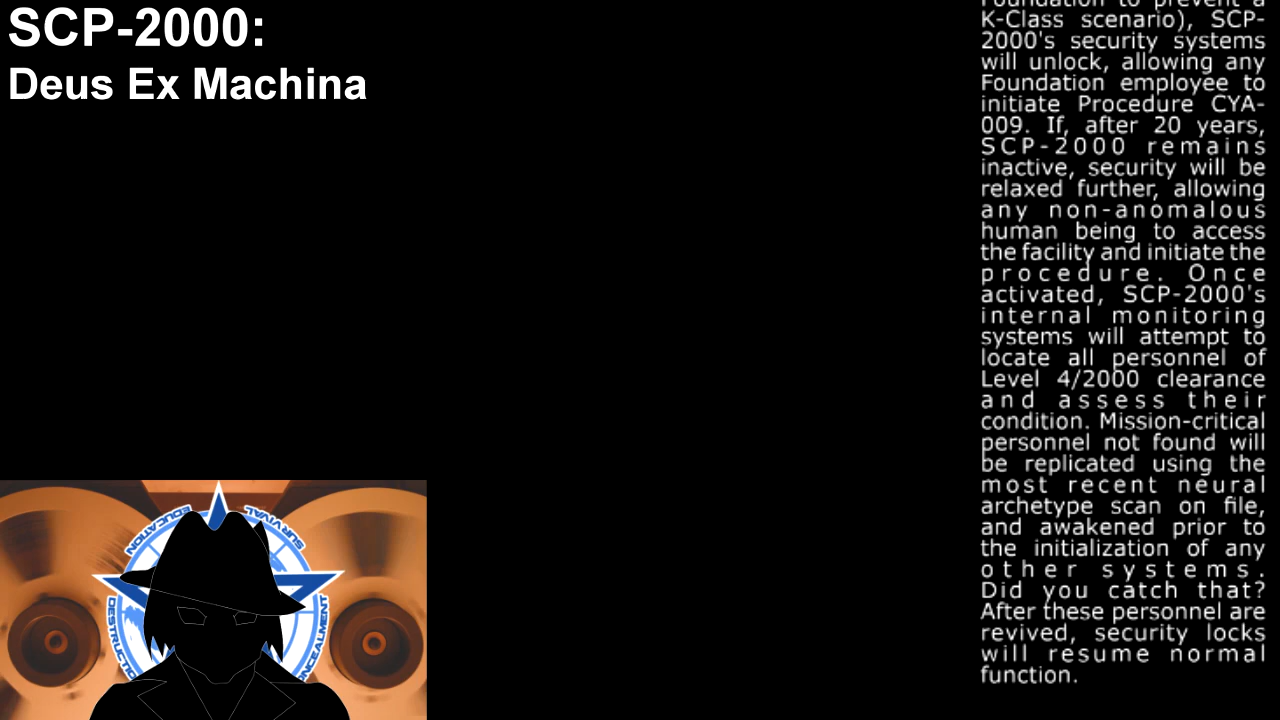 SCP-2000:
Deus Ex Machina
Foundation to prevent a
K-Class scenario), SCP-
2000's security systems
will unlock, allowing any
Foundation employee to
initiate Procedure CYA-
009. If, after 20 years,
SCP-2000 remains
inactive, security will be
relaxed further, allowing
any non-anomalous
human being to access
the facility and initiate the
procedure. Once
activated, SCP-2000's
internal monitoring
systems will attempt to
locate all personnel of
Level 4/2000 clearance
and assess their
condition. Mission-critical
personnel not found will
be replicated using the
most recent neural
archetype scan on file,
and awakened prior to
the initialization of any
other systems.
Did you catch that?
After these personnel are
revived, security locks
will resume normal
function.
EDUCATION
SURVIVAL